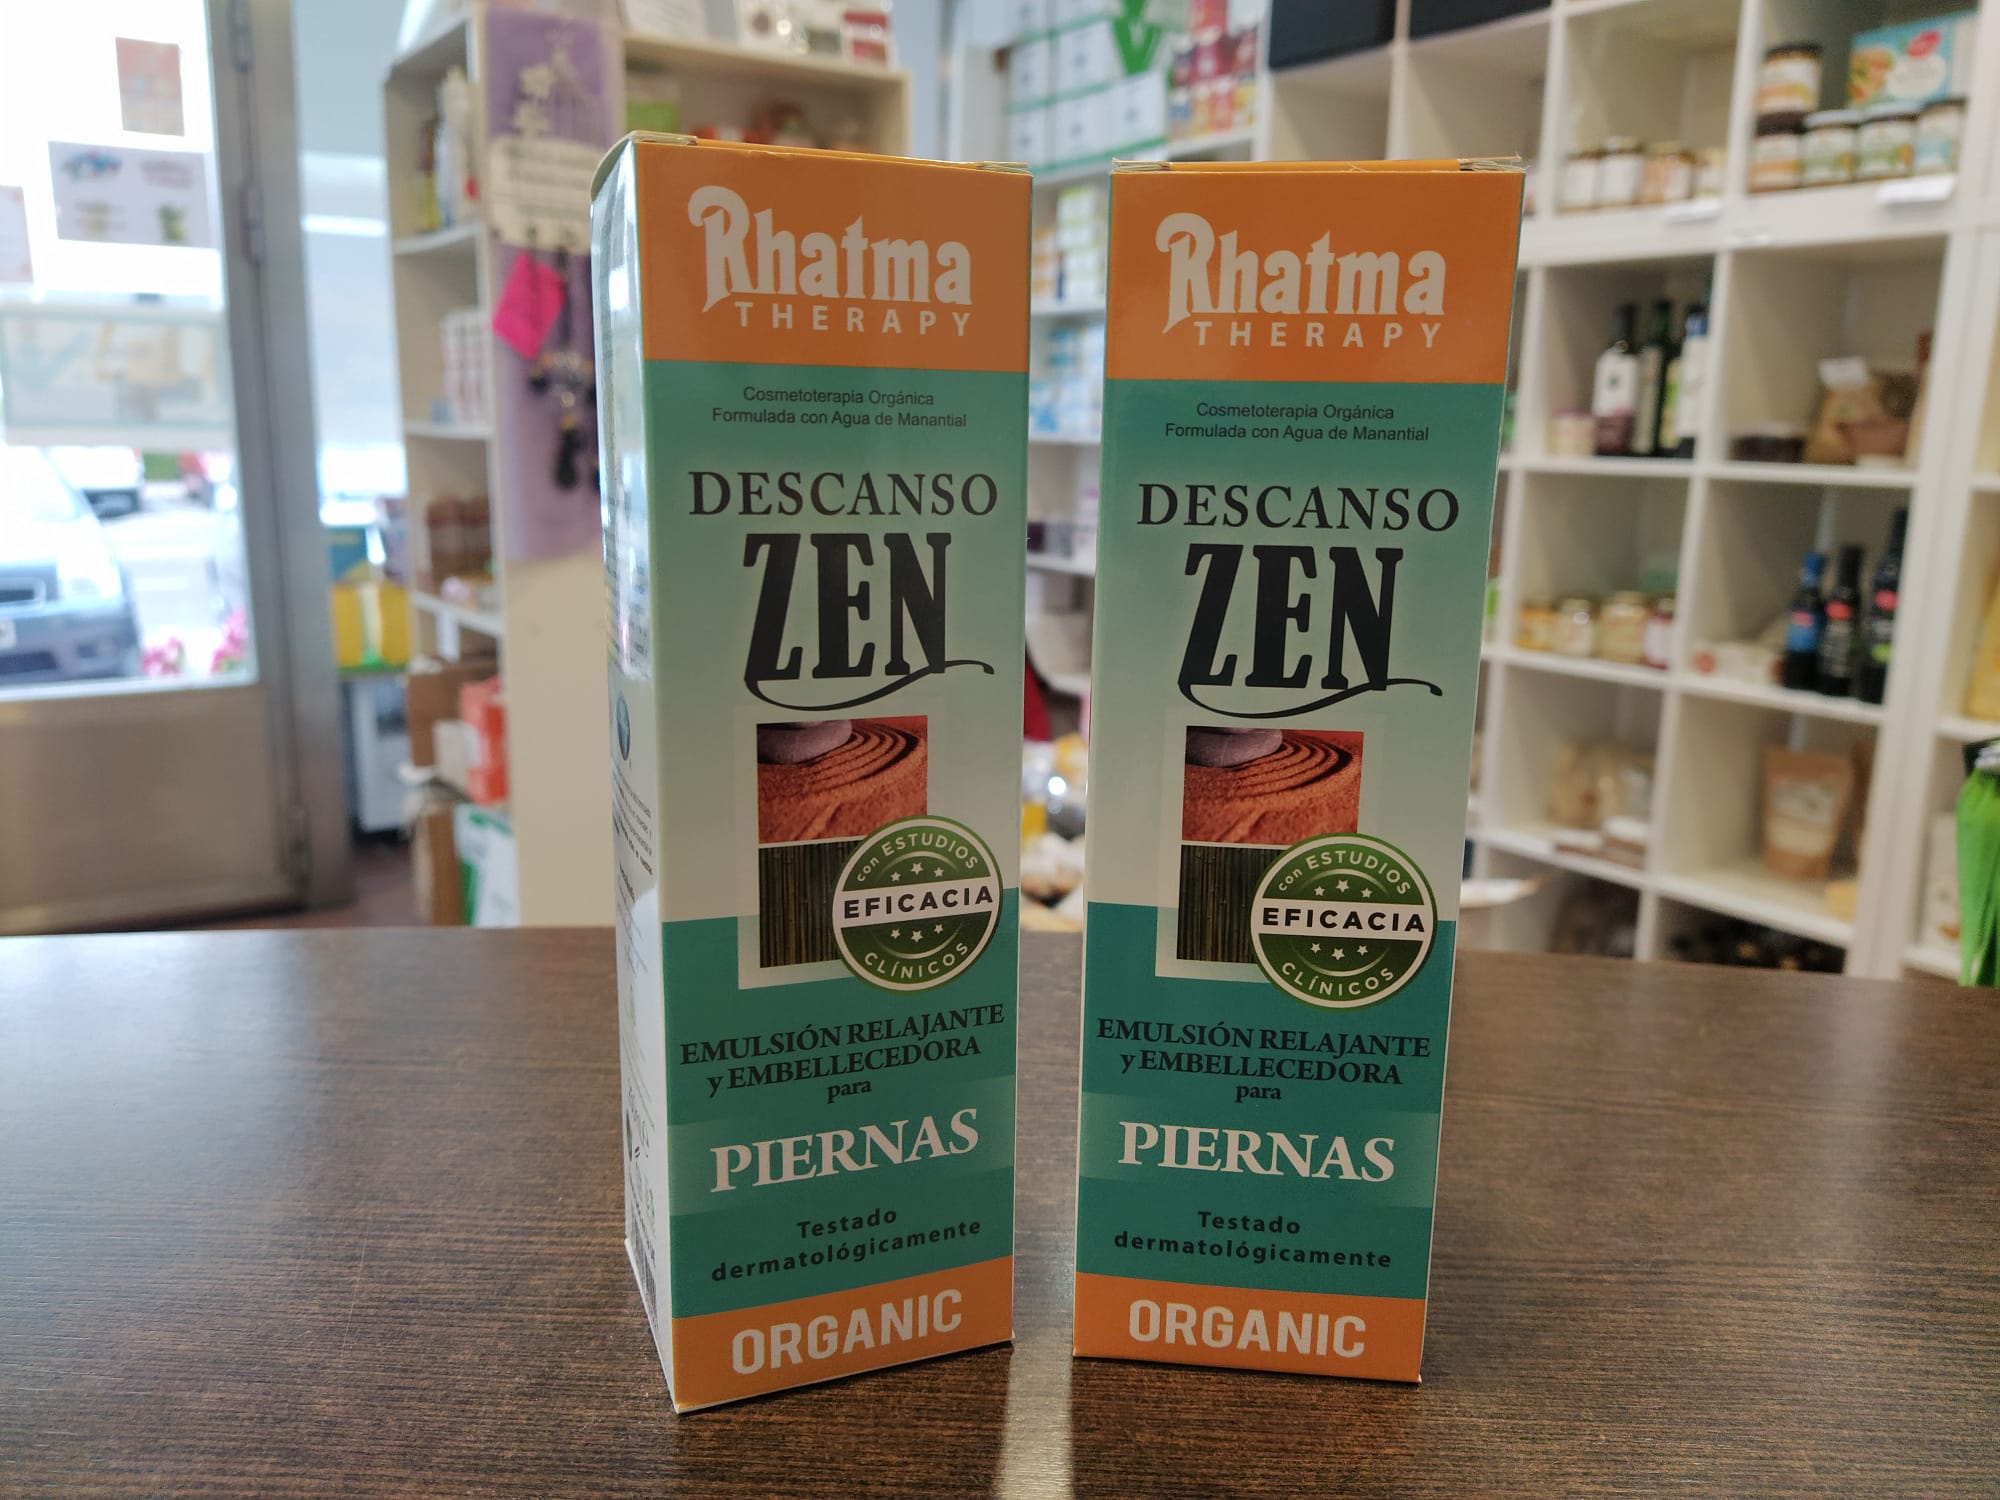 Rhatma
THERAPY
Cosmetoterapia Orgánica
Formulada con Agua de Manantial
DESCANSO
ZEN
con ESTUDIOS
EFICACIA
CLÍNICOS
EMULSIÓN RELAJANTE
y EMBELLECEDORA
para
PIERNAS
Testado
dermatológicamente
ORGANIC
Rhatma
THERAPY
Cosmetoterapia Orgánica
Formulada con Agua de Manantial
DESCANSO
ZEN
con ESTUDIOS
EFICACIA
CLÍNICOS
EMULSIÓN RELAJANTE
y EMBELLECEDORA
para
PIERNAS
Testado
dermatológicamente
ORGANIC